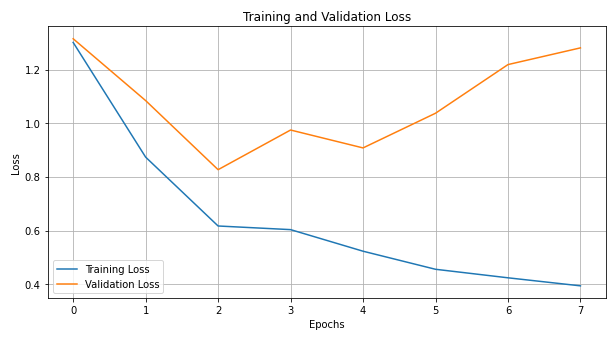 Training and Validation Loss
Loss
1.2
1.0
0.8
0.6
0.4
Training Loss
Validation Loss
0 1 2 3 4 5 6 7
Epochs